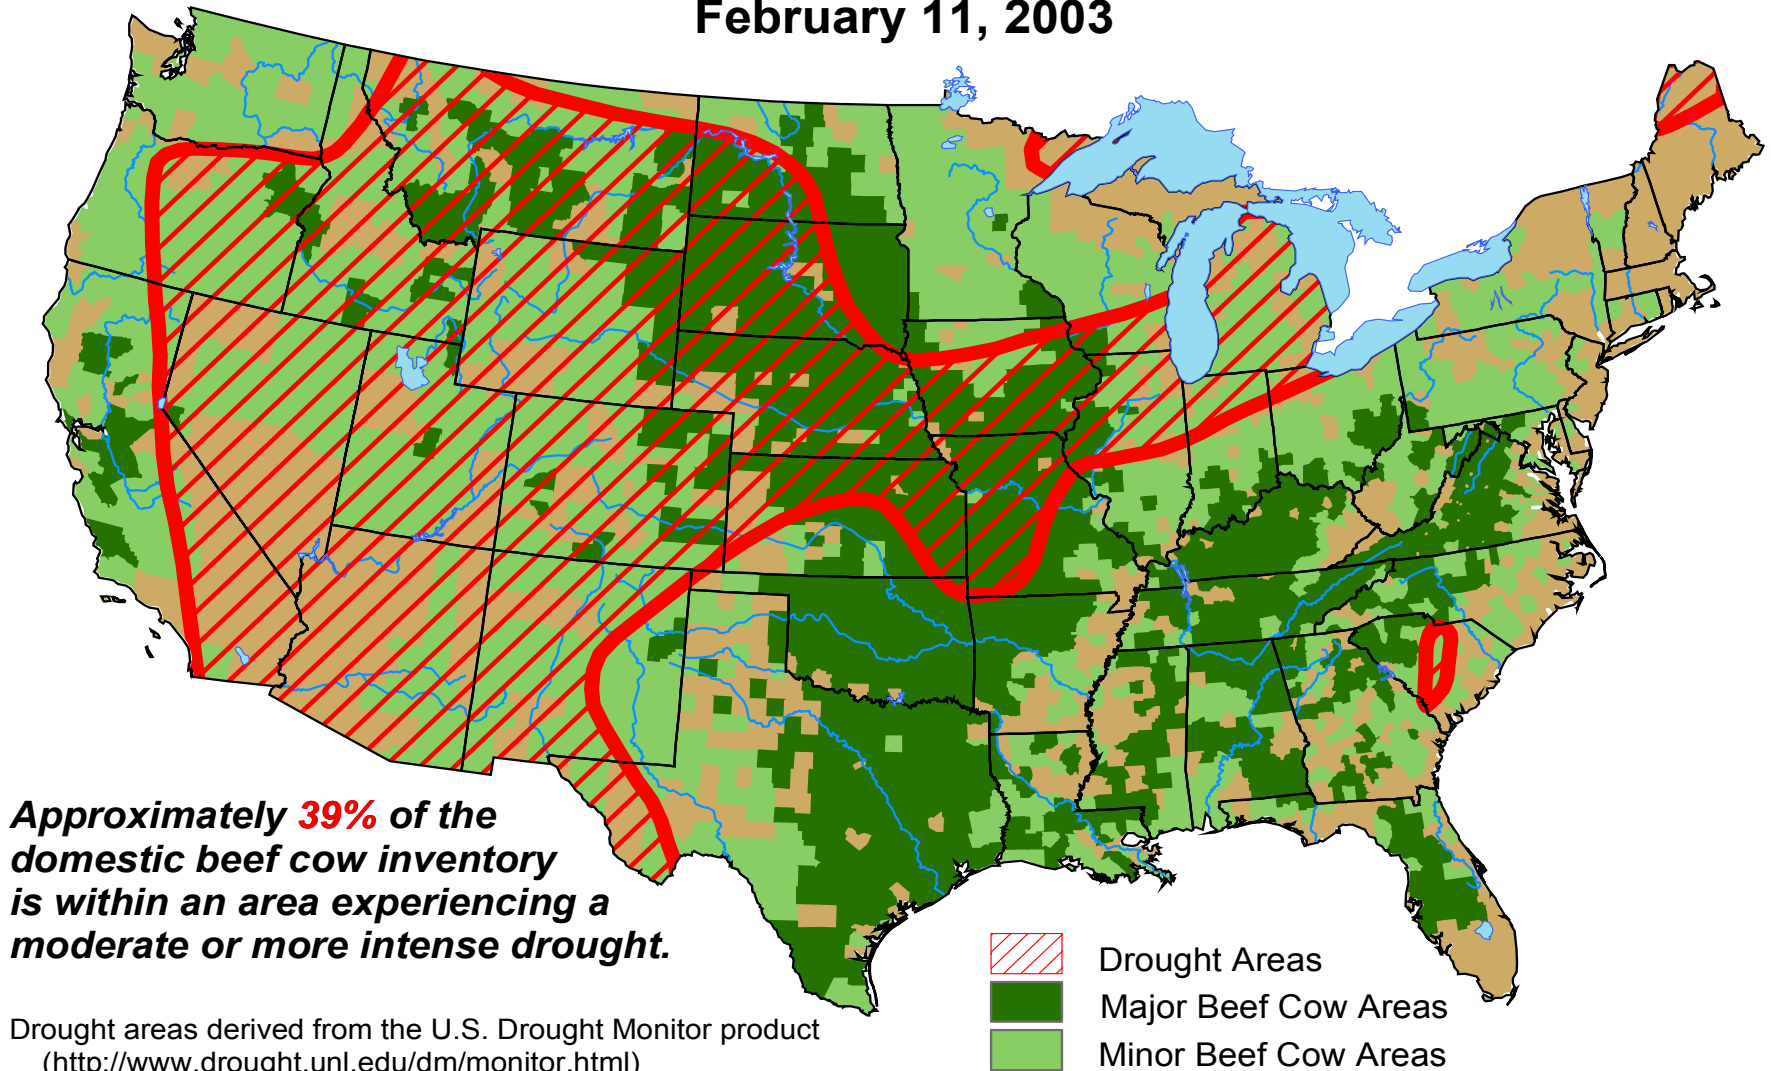 February 11, 2003
Approximately 39% of the
domestic beef cow inventory
is within an area experiencing a
moderate or more intense drought.
Drought Areas
Major Beef Cow Areas
Minor Beef Cow Areas
Drought areas derived from the U.S. Drought Monitor product
(http://www.drought.unl.edu/dm/monitor.html)